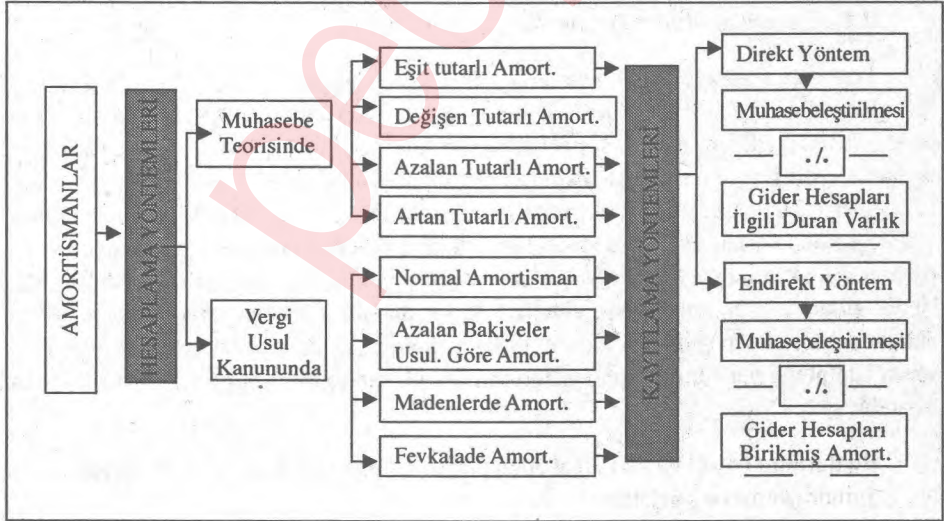 AMORTİSMANLAR
HESAPLAMA YÖNTEMLERİ
Muhasebe
Teorisinde
Vergi
Usul
Kanununda
Eşit tutarlı Amort.
Değişen Tutarlı Amort.
Azalan Tutarlı Amort.
Artan Tutarlı Amort.
Normal Amortisman
Azalan Bakiyeler
Usul. Göre Amort.
Madenlerde Amort.
Fevkalade Amort.
KAYITLAMA YÖNTEMLERİ
Direkt Yöntem
Muhasebeleştirilmesi
./.
Gider Hesapları
İlgili Duran Varlık
Endirekt Yöntem
Muhasebeleştirilmesi
./.
Gider Hesapları
Birikmiş Amort.